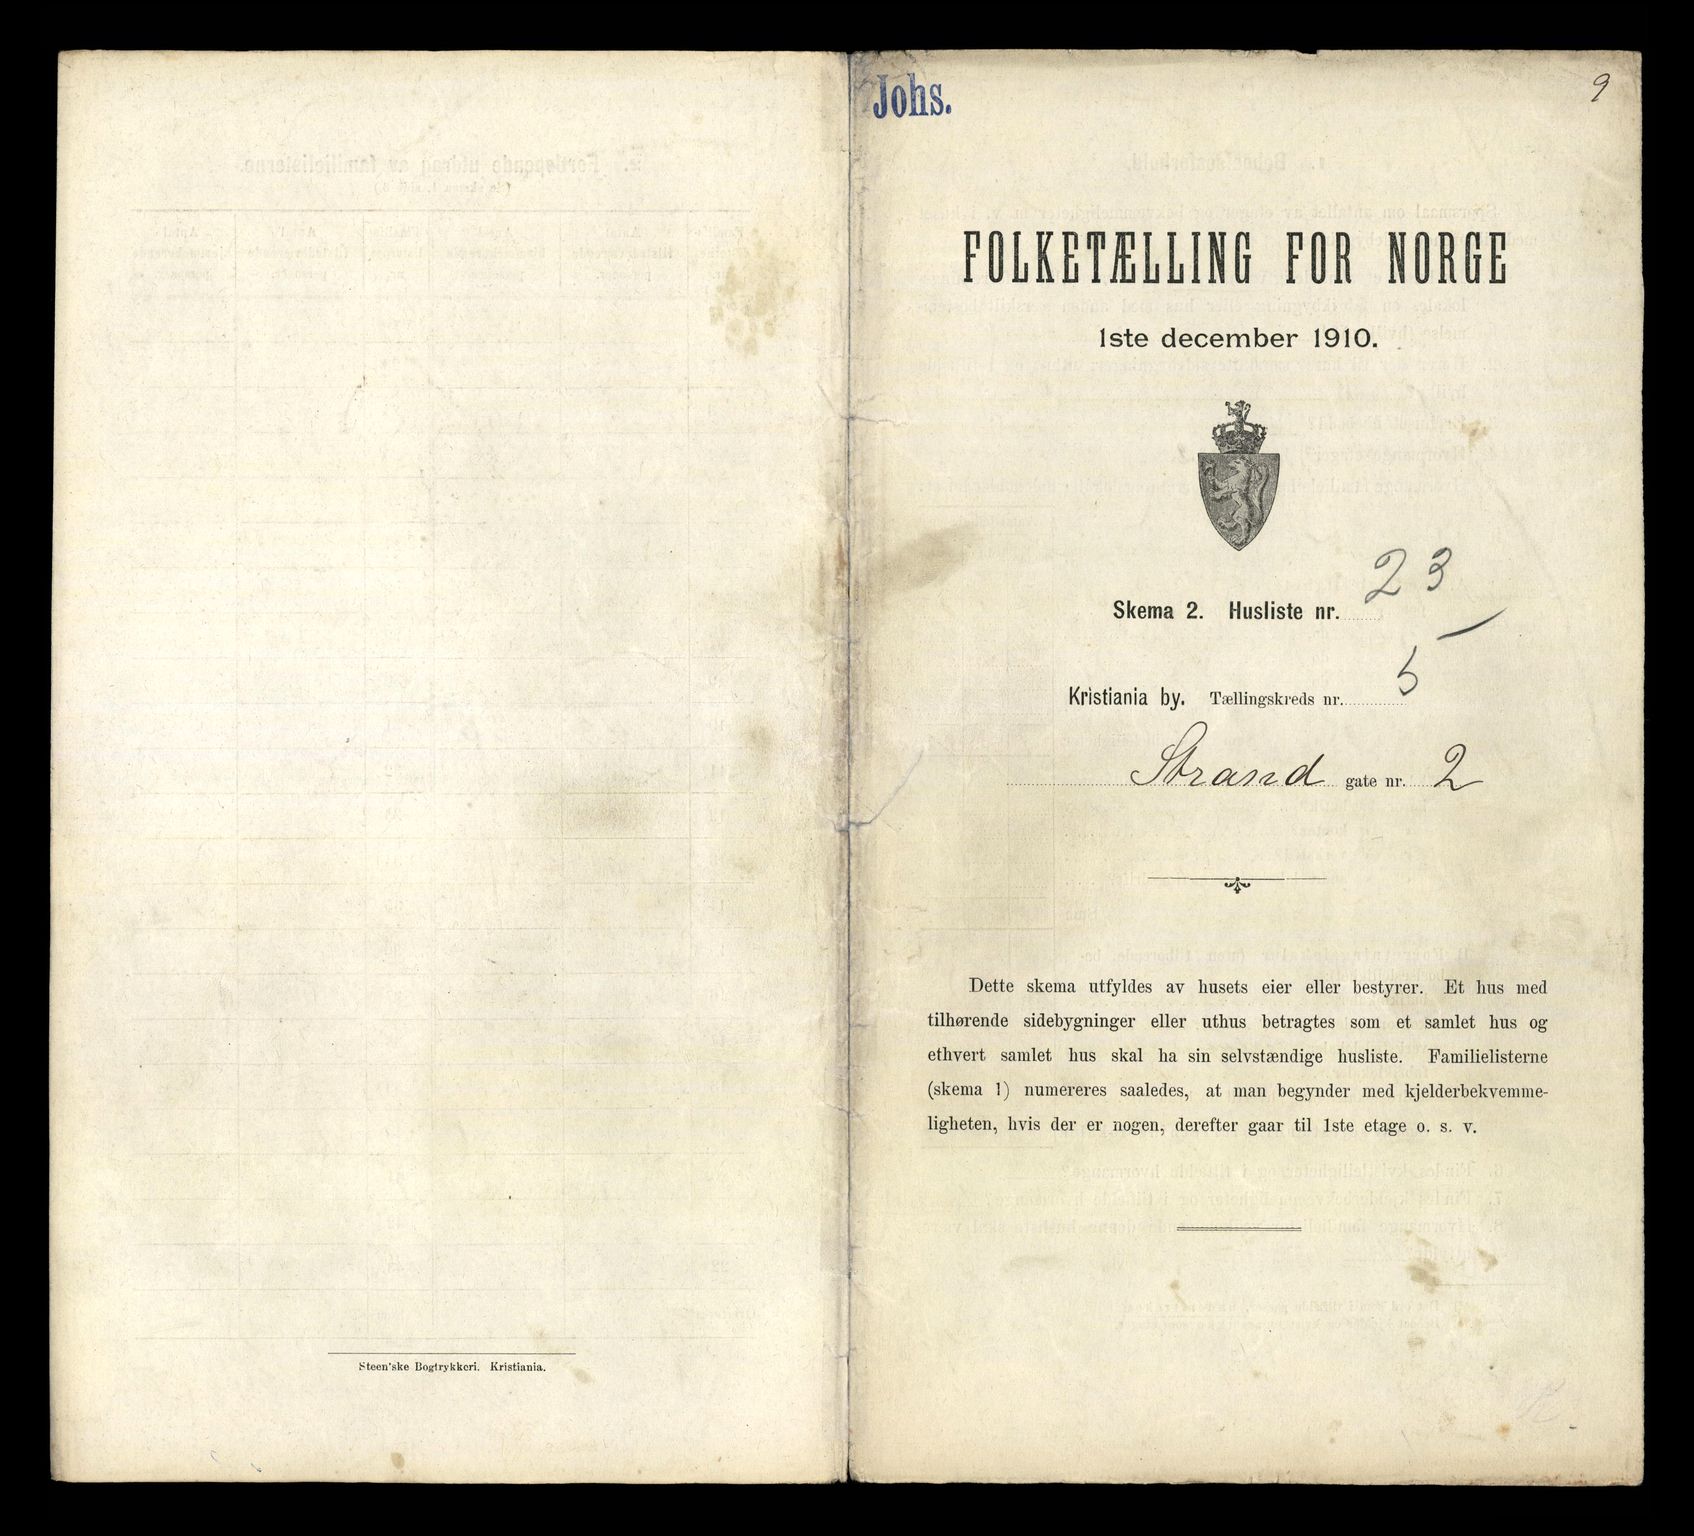 Steen'ske Bogtrykkeri. Kristiania.
Johs.
9
FOLKETÆLLING FOR NORGE
1ste december 1910.
Skema 2. Husliste nr. 23
Kristiania by. Tællingskreds nr. 5
Strand gate nr. 2
Dette skema utfyldes av husets eier eller bestyrer. Et hus med
tilhørende sidebygninger eller uthus betragtes som et samlet hus og
ethvert samlet hus skal ha sin selvstændige husliste. Familielisterne
(skema 1) numereres saaledes, at man begynder med kjelderbekvemme-
ligheten, hvis der er nogen, derefter gaar til 1ste etage o. s. v.